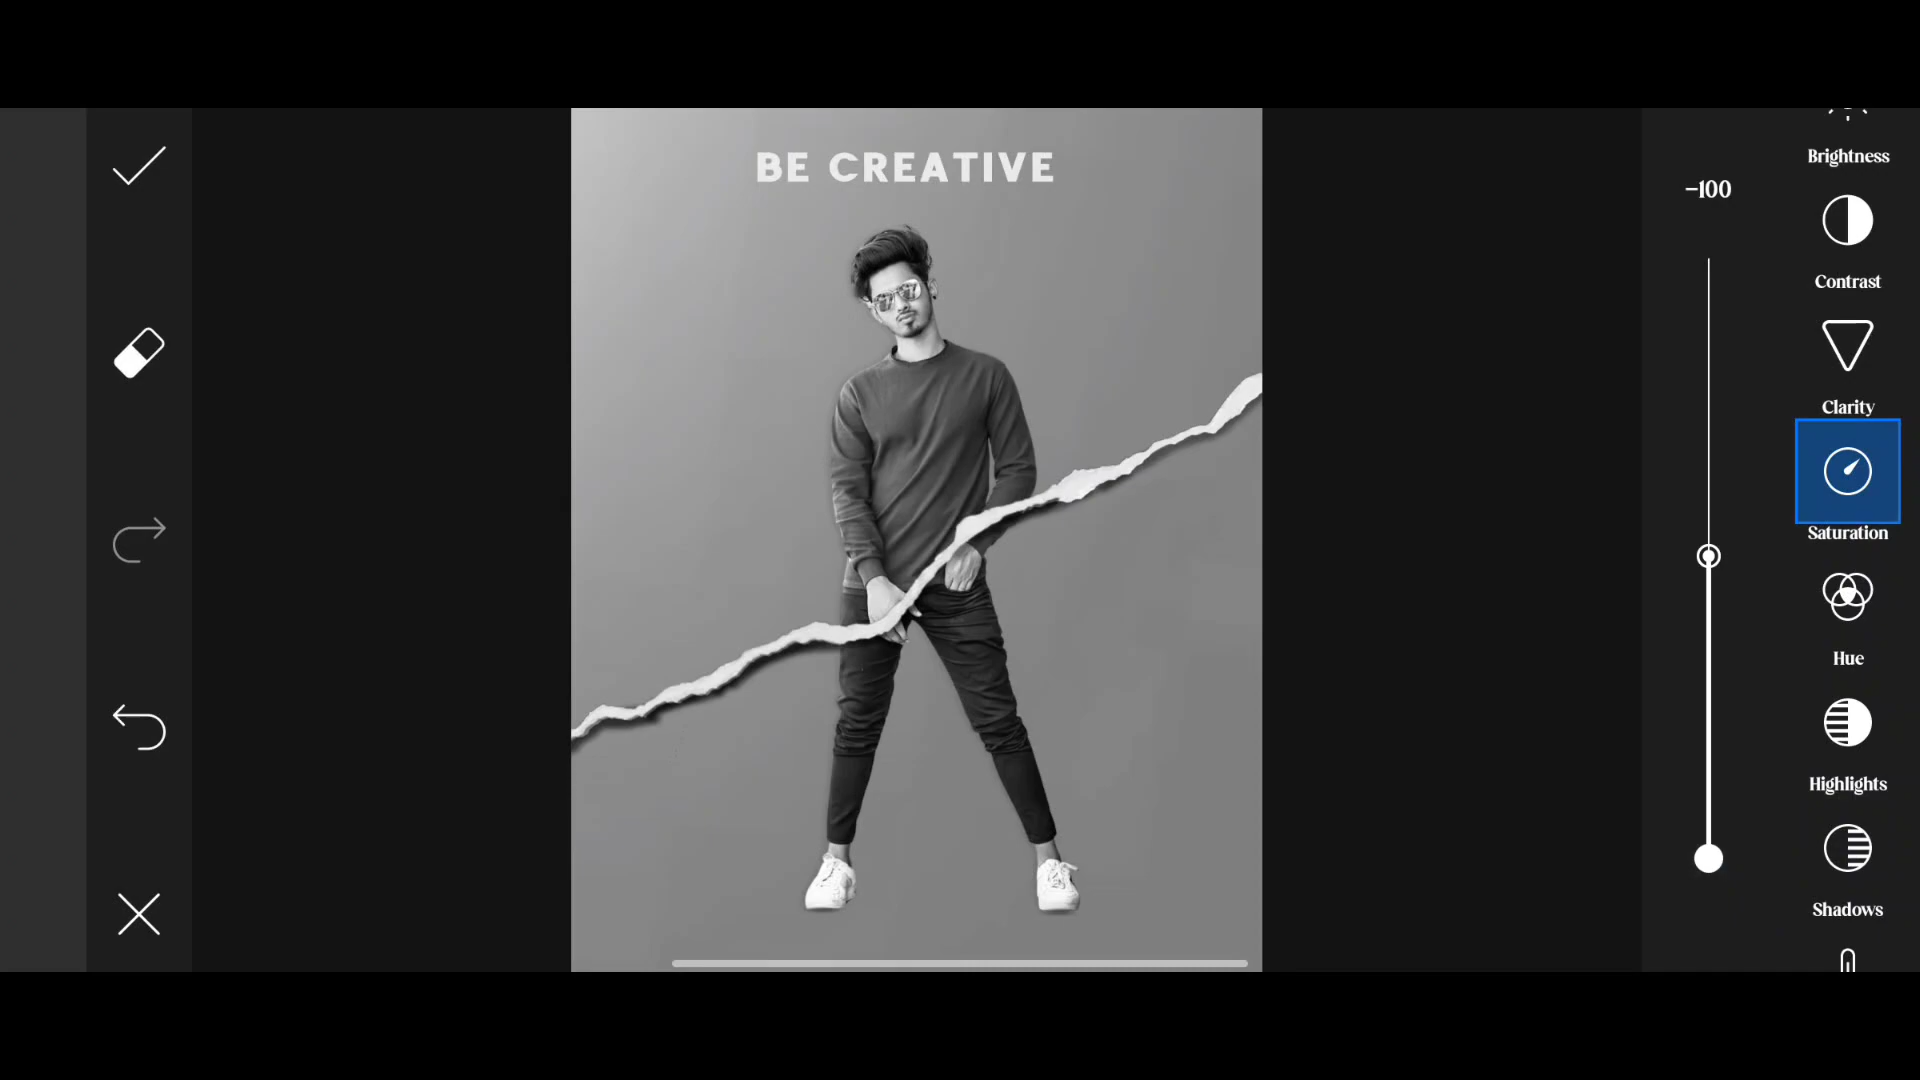 BE CREATIVE
-100
Brightness
Contrast
Clarity
Saturation
Hue
Highlights
Shadows